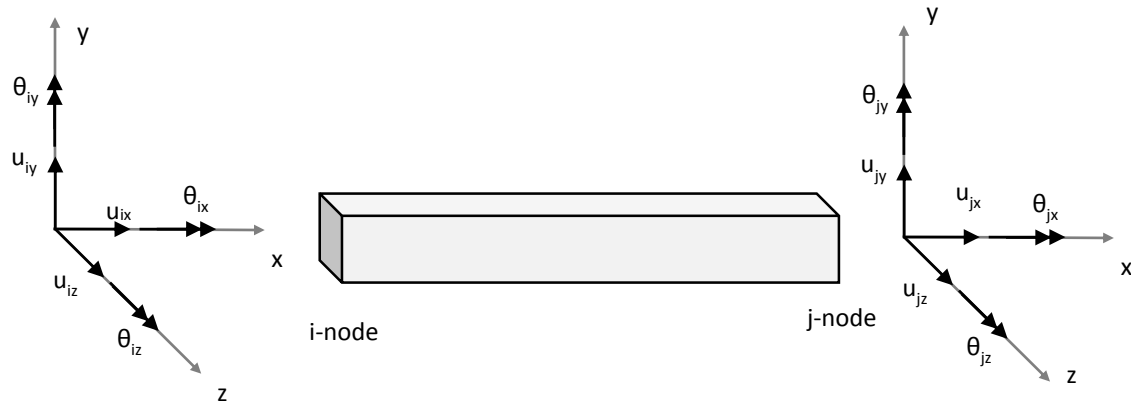 y
θiy
uiy
uix
θix
x
uiz
θiz
z
i-node
j-node
y
θjy
ujy
ujx
θjx
x
ujz
θjz
z